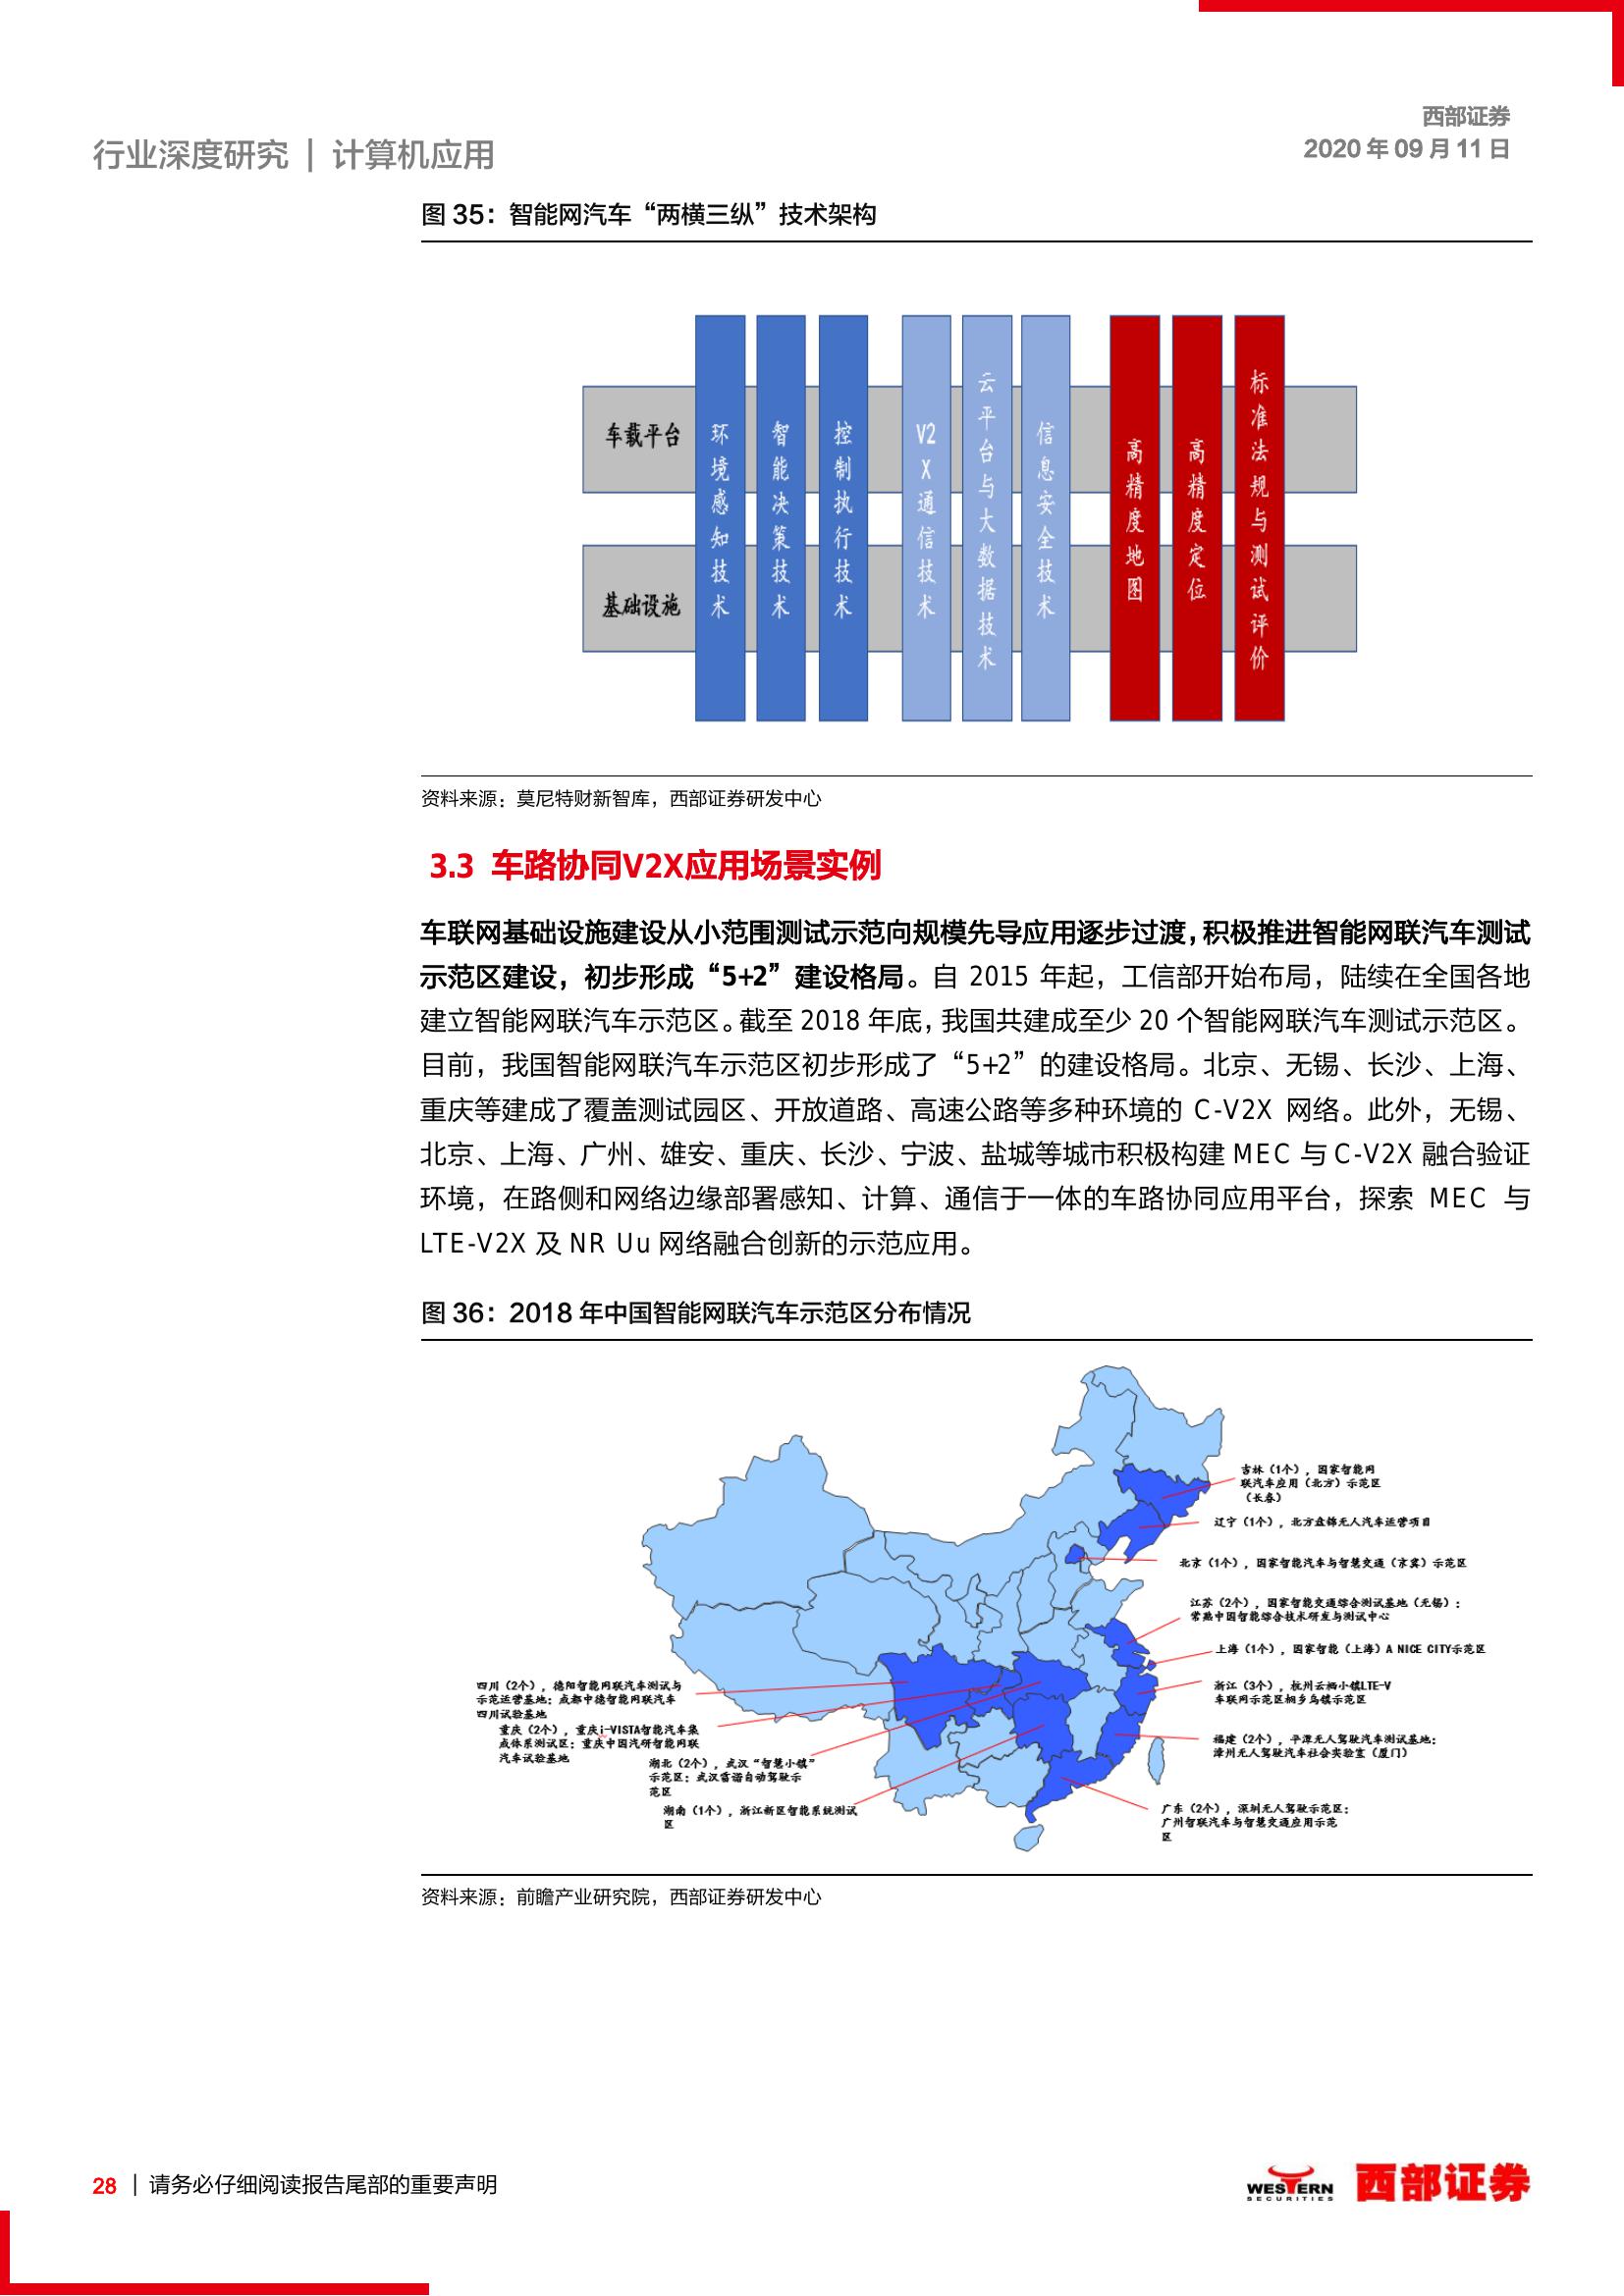 西部证券
行业深度研究 | 计算机应用
2020 年 09 月 11 日
图 35：智能网汽车“两横三纵”技术架构
车载平台
基础设施
环境感知技术
智能决策技术
控制执行技术
V2X通信技术
云平台与大数据技术
信息安全技术
高精度地图
高精度定位
标准法规与测试评价
资料来源：莫尼特财新智库，西部证券研发中心
3.3 车路协同V2X应用场景实例
车联网基础设施建设从小范围测试示范向规模先导应用逐步过渡，积极推进智能网联汽车测试
示范区建设，初步形成“5+2”建设格局。自 2015 年起，工信部开始布局，陆续在全国各地
建立智能网联汽车示范区。截至 2018 年底，我国共建成至少 20 个智能网联汽车测试示范区。
目前，我国智能网联汽车示范区初步形成了“5+2”的建设格局。北京、无锡、长沙、上海、
重庆等建成了覆盖测试园区、开放道路、高速公路等多种环境的 C-V2X 网络。此外，无锡、
北京、上海、广州、雄安、重庆、长沙、宁波、盐城等城市积极构建 MEC 与 C-V2X 融合验证
环境，在路侧和网络边缘部署感知、计算、通信于一体的车路协同应用平台，探索 MEC 与
LTE-V2X 及 NR Uu 网络融合创新的示范应用。
图 36：2018 年中国智能网联汽车示范区分布情况
吉林（1个），国家智能网
联汽车应用（北方）示范区
（长春）
辽宁（1个），北方盘锦无人汽车运营项目
北京（1个），国家智能汽车与智慧交通（京冀）示范区
江苏（2个），国家智能交通综合测试基地（无锡）：
常熟中国智能综合技术研发与测试中心
上海（1个），国家智能（上海）A NICE CITY示范区
浙江（3个），杭州云栖小镇LTE-V
车联网示范区桐乡乌镇示范区
福建（2个），平潭无人驾驶汽车测试基地：
漳州无人驾驶汽车社会实验室（厦门）
广东（2个），深圳无人驾驶示范区：
广州智联汽车与智慧交通应用示范
区
四川（2个），德阳智能网联汽车测试与
示范运营基地：成都中德智能网联汽车
四川试验基地
重庆（2个），重庆i-VISTA智能汽车集
成体系测试区：重庆中国汽研智能网联
汽车试验基地
湖北（2个），武汉“智慧小镇”
示范区：武汉雷诺自动驾驶示
范区
湖南（1个），浙江新区智能系统测试
区
资料来源：前瞻产业研究院，西部证券研发中心
28 | 请务必仔细阅读报告尾部的重要声明
WESTERN
SECURITIES
西部证券